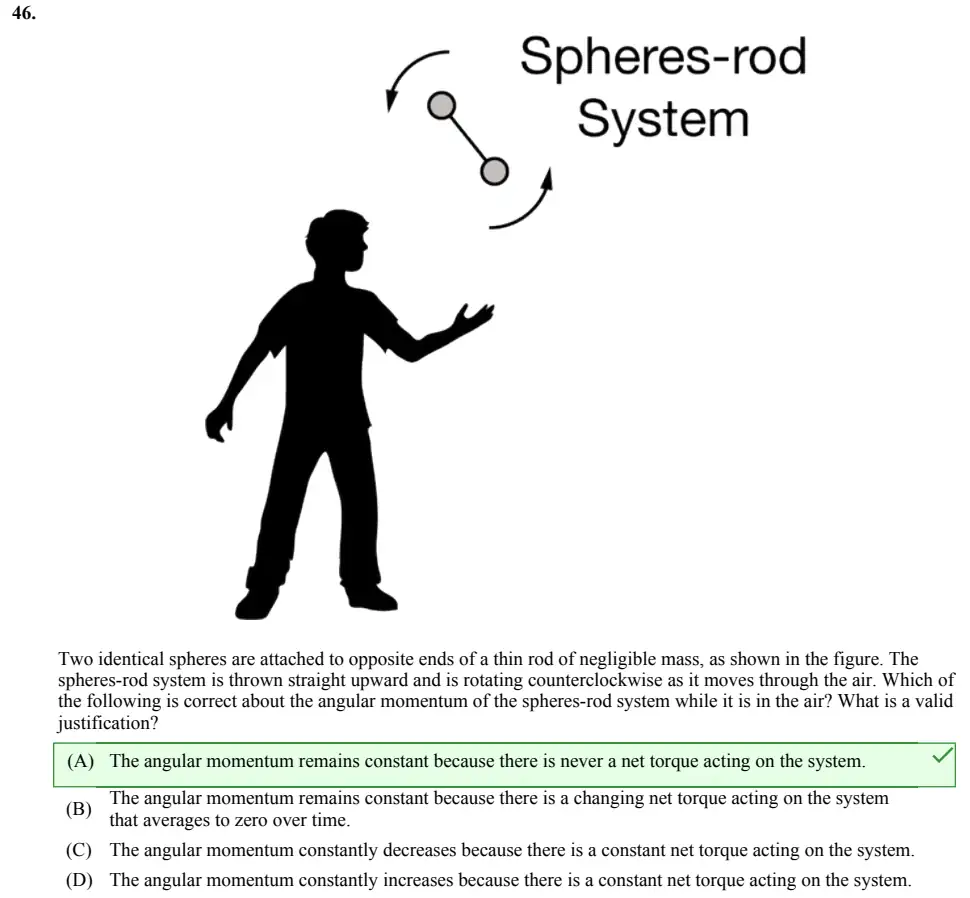 46.
Spheres-rod
System
Two identical spheres are attached to opposite ends of a thin rod of negligible mass, as shown in the figure. The
spheres-rod system is thrown straight upward and is rotating counterclockwise as it moves through the air. Which of
the following is correct about the angular momentum of the spheres-rod system while it is in the air? What is a valid
justification?
(A) The angular momentum remains constant because there is never a net torque acting on the system.
(B) The angular momentum remains constant because there is a changing net torque acting on the system
that averages to zero over time.
(C) The angular momentum constantly decreases because there is a constant net torque acting on the system.
(D) The angular momentum constantly increases because there is a constant net torque acting on the system.